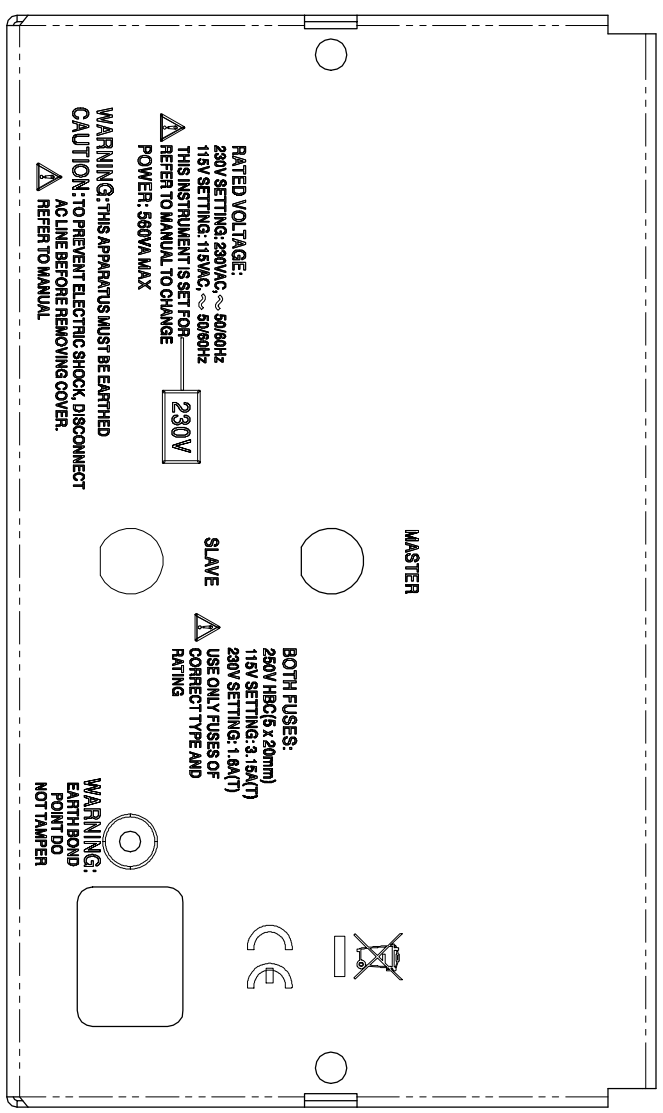 RATED VOLTAGE:
230V SETTING: 230VAC, ～ 50/60Hz
115V SETTING: 115VAC, ～ 50/60Hz
THIS INSTRUMENT IS SET FOR
REFER TO MANUAL TO CHANGE
POWER: 560VA MAX
230V
WARNING: THIS APPARATUS MUST BE EARTHED
CAUTION: TO PREVENT ELECTRIC SHOCK, DISCONNECT
AC LINE BEFORE REMOVING COVER.
REFER TO MANUAL
MASTER
SLAVE
BOTH FUSES:
250V HBC(5 x 20mm)
115V SETTING: 3.15A(T)
230V SETTING: 1.6A(T)
USE ONLY FUSES OF
CORRECT TYPE AND
RATING
WARNING:
EARTH BOND
POINT DO
NOT TAMPER
CE